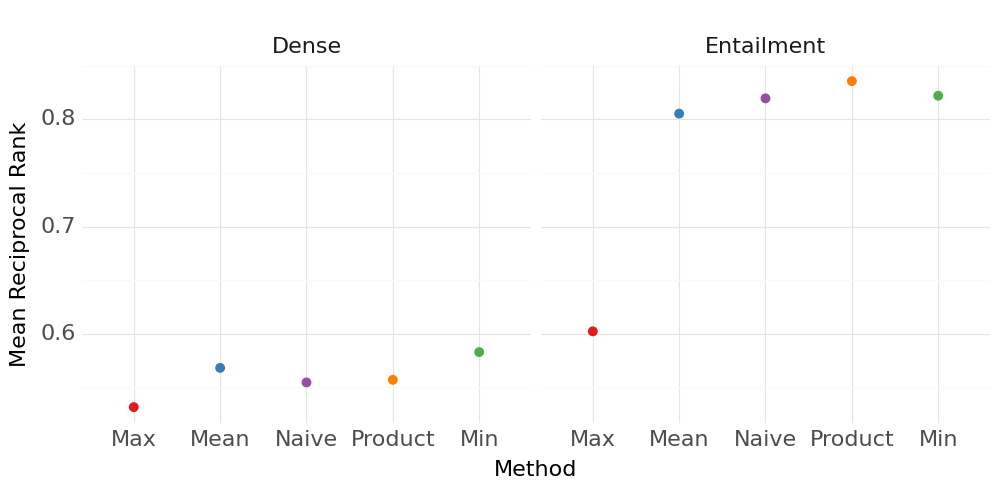 Dense Entailment
Mean Reciprocal Rank
0.8
0.7
0.6
Max Mean Naive Product Min Max Mean Naive Product Min
Method